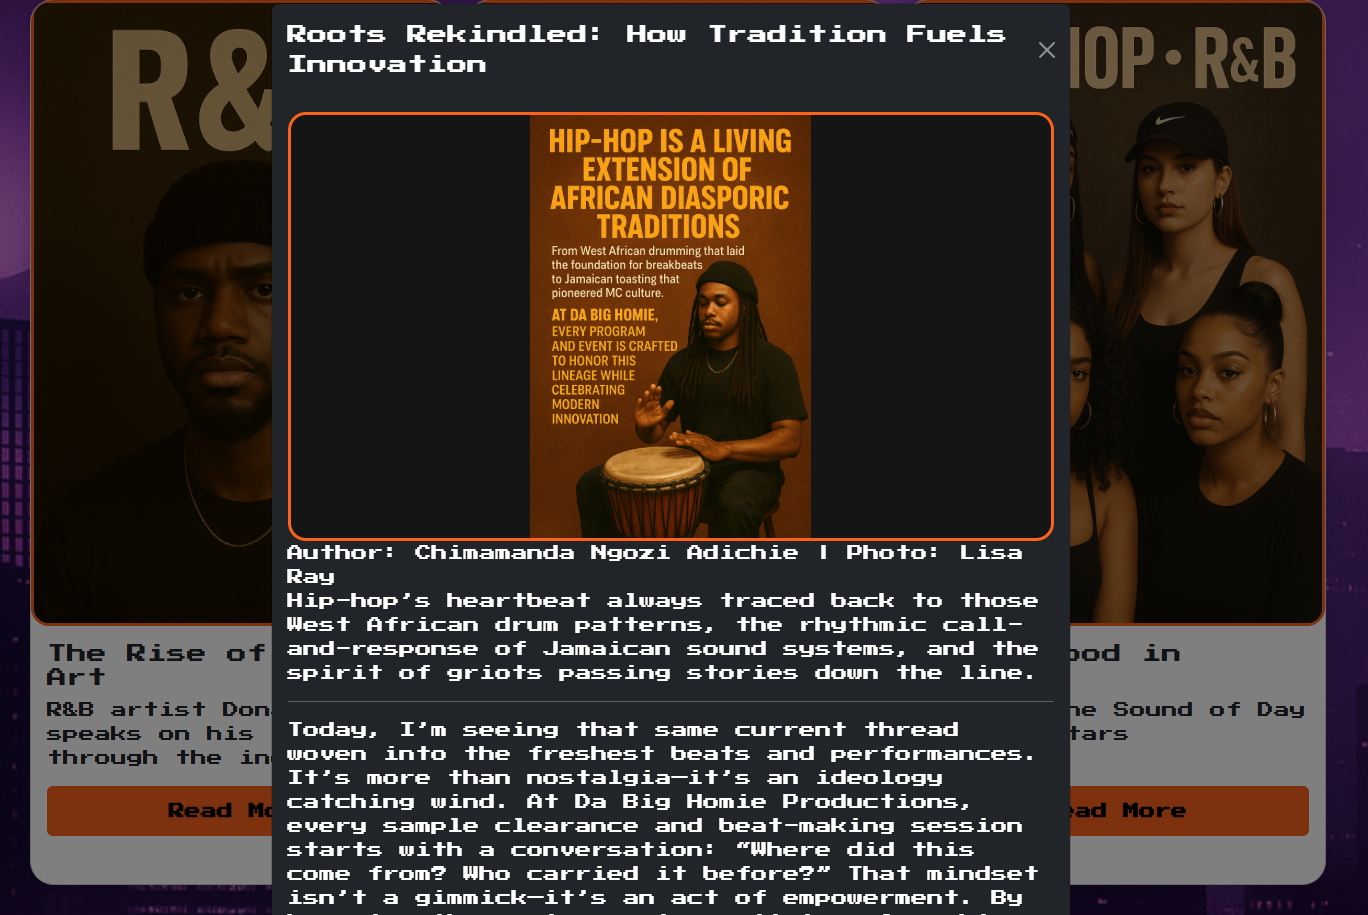 Roots Rekindled: How Tradition Fuels
Innovation
HIP-HOP IS A LIVING
EXTENSION OF
AFRICAN DIASPORIC
TRADITIONS
From West African drumming that laid
the foundation for breakbeats
to Jamaican toasting that
pioneered MC culture.
AT DA BIG HOMIE,
EVERY PROGRAM
AND EVENT IS CRAFTED
TO HONOR THIS
LINEAGE WHILE
CELEBRATING
MODERN
INNOVATION
Author: Chimamanda Ngozi Adichie | Photo: Lisa
Ray
Hip-hop’s heartbeat always traced back to those
West African drum patterns, the rhythmic call-
and-response of Jamaican sound systems, and the
spirit of griots passing stories down the line.
Today, I’m seeing that same current thread
woven into the freshest beats and performances.
It’s more than nostalgia—it’s an ideology
catching wind. At Da Big Homie Productions,
every sample clearance and beat-making session
starts with a conversation: “Where did this
come from? Who carried it before?” That mindset
isn’t a gimmick—it’s an act of empowerment. By
R&
The Rise of
Art
R&B artist Don
speaks on his
through the in
Read Mo
HOP • R&B
ood in
he Sound of Day
tars
ead More